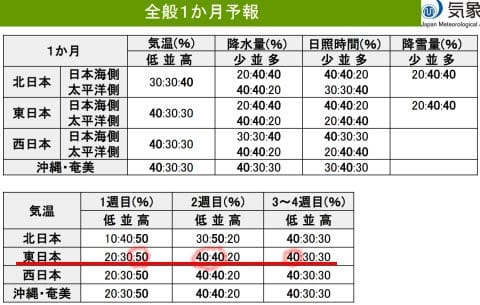 全般1か月予報
気象
Japan Meteorological
1か月 気温(%) 降水量(%) 日照時間(%) 降雪量(%)
低 並 高 少 並 多 少 並 多 少 並 多
北日本 日本海側 30:30:40 20:40:40 40:40:20 20:40:40
太平洋側 40:40:20 30:30:40
東日本 日本海側 40:30:30 20:40:40 40:40:20 20:40:40
太平洋側 40:40:20 20:40:40
西日本 日本海側 40:30:30 30:30:40 40:40:20
太平洋側 40:40:20 20:40:40
沖縄・奄美 40:30:30 40:30:30 30:40:30
気温 1週目(%) 2週目(%) 3～4週目(%)
低 並 高 低 並 高 低 並 高
北日本 10:40:50 30:50:20 40:30:30
東日本 20:30:50 40:40:20 40:30:30
西日本 20:30:50 40:40:20 40:30:30
沖縄・奄美 20:30:50 40:40:20 40:30:30